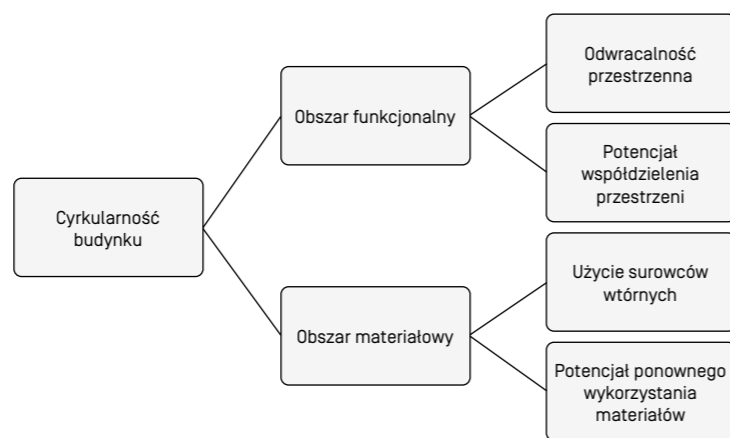 Cyrkularność
budynku
Obszar funkcjonalny
Odwracalność
przestrzenna
Potencjał
współdzielenia
przestrzeni
Obszar materiałowy
Użycie surowców
wtórnych
Potencjał ponownego
wykorzystania
materiałów